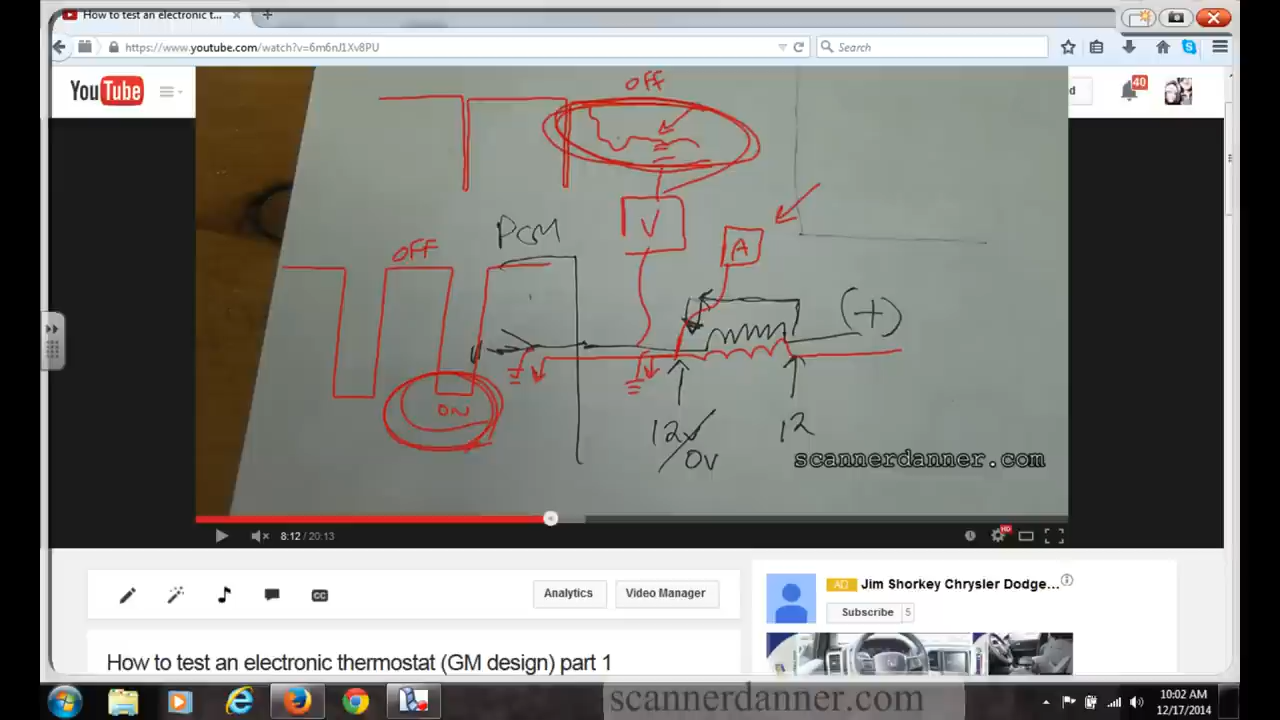 How to test an electronic t...
https://www.youtube.com/watch?v=6m6nJ1Xv8PU
Search
YouTube
d
40
OFF
V
A
PCM
OFF
(+)
ON
12v/0v
12
scannerdanner.com
8:12 / 20:13
HD
CC
Analytics
Video Manager
AD
Jim Shorkey Chrysler Dodge...
Subscribe 5
How to test an electronic thermostat (GM design) part 1
scannerdanner.com
10:02 AM
12/17/2014